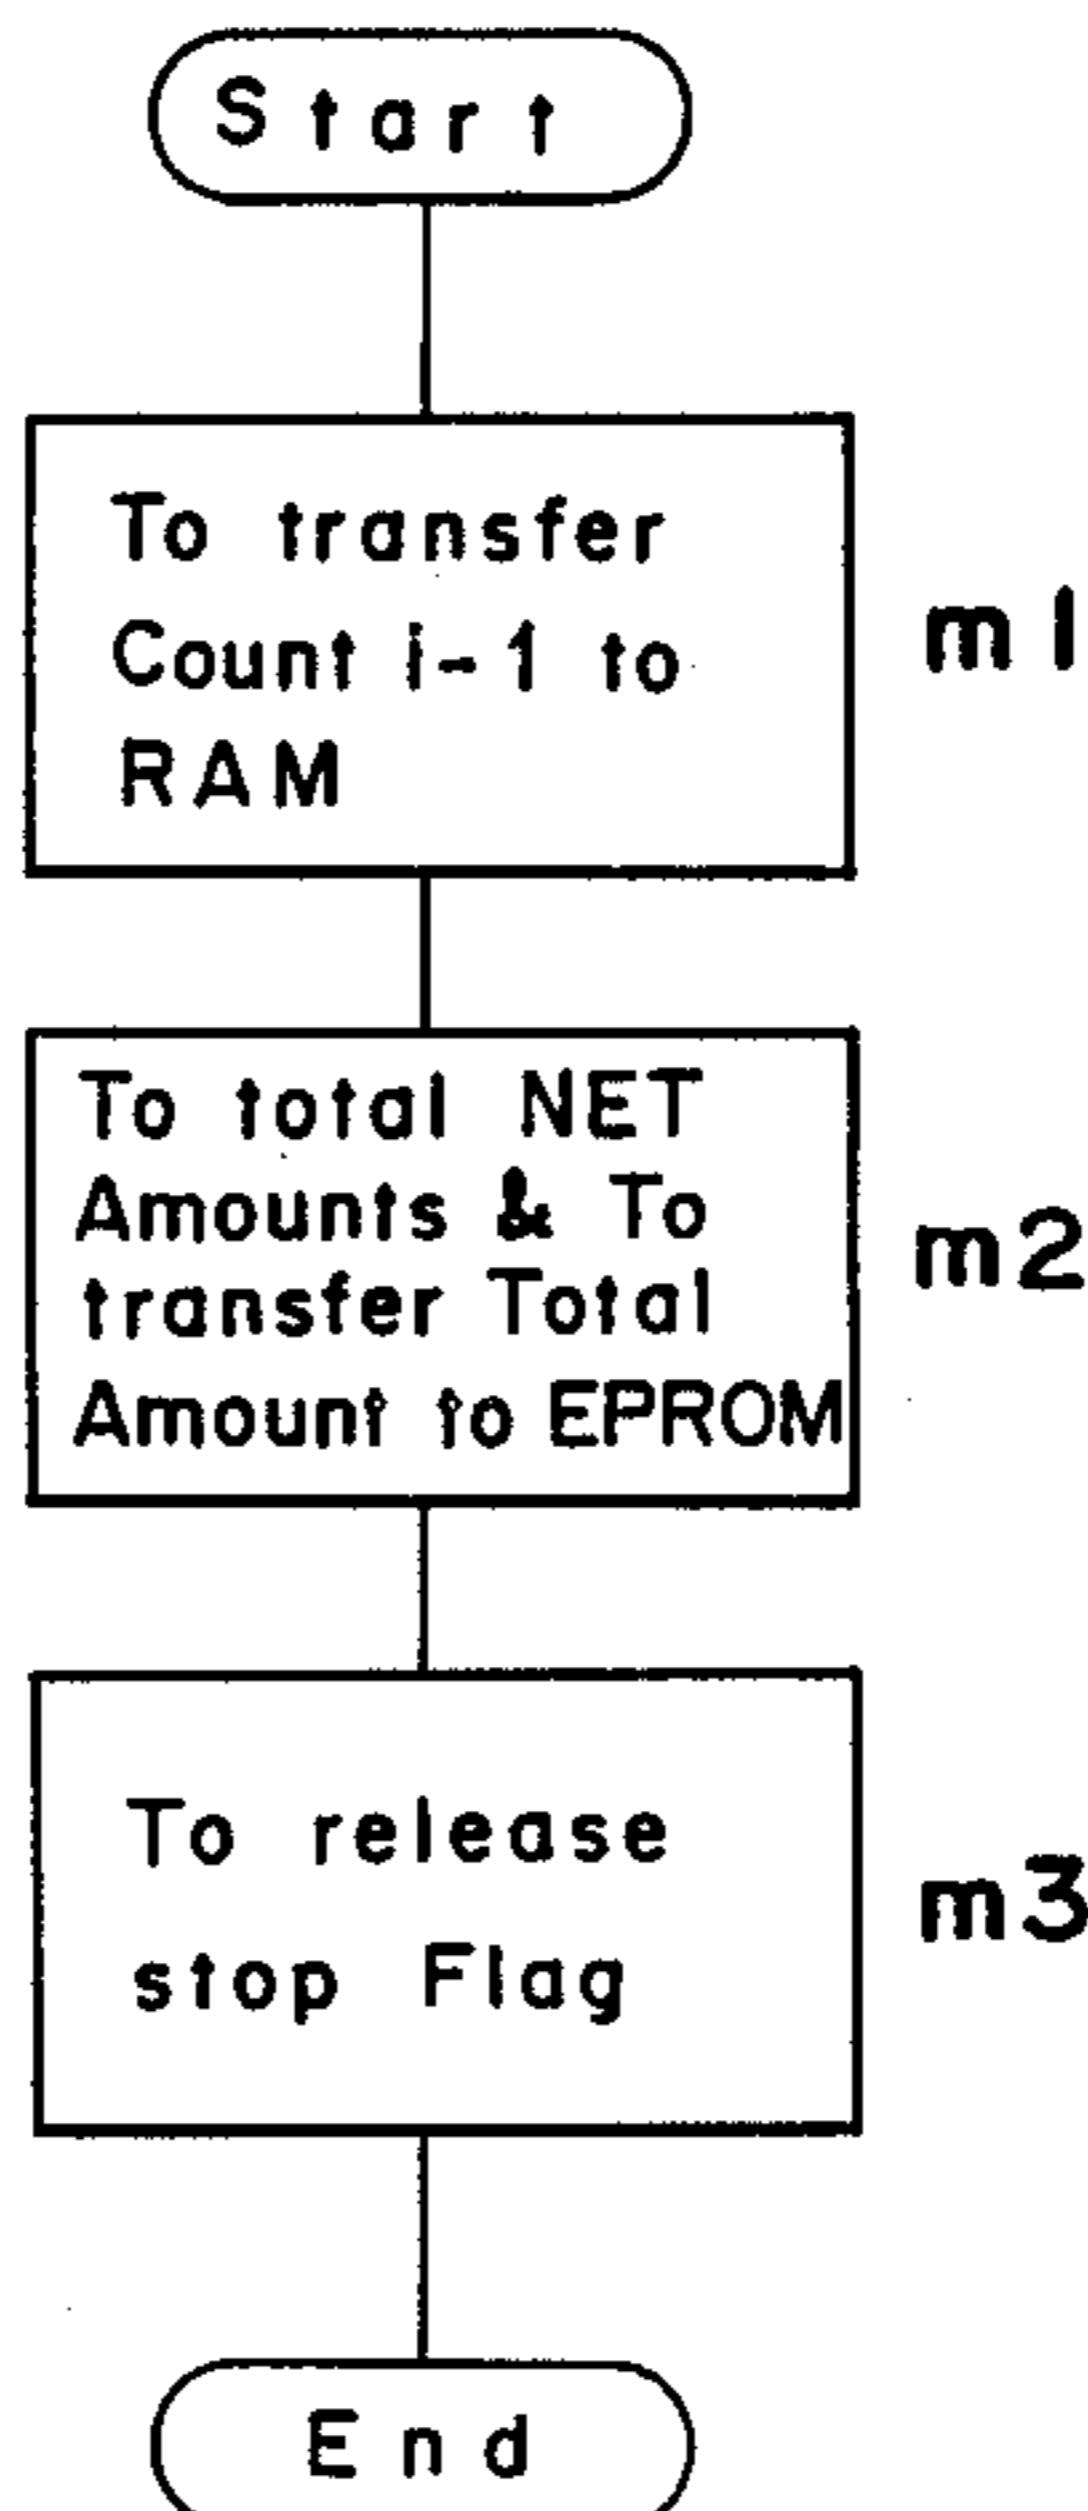 Start
To transfer
Count i-1 to
RAM
m1
To total NET
Amounts & To
transfer Total
Amount to EPROM
m2
To release
stop Flag
m3
End